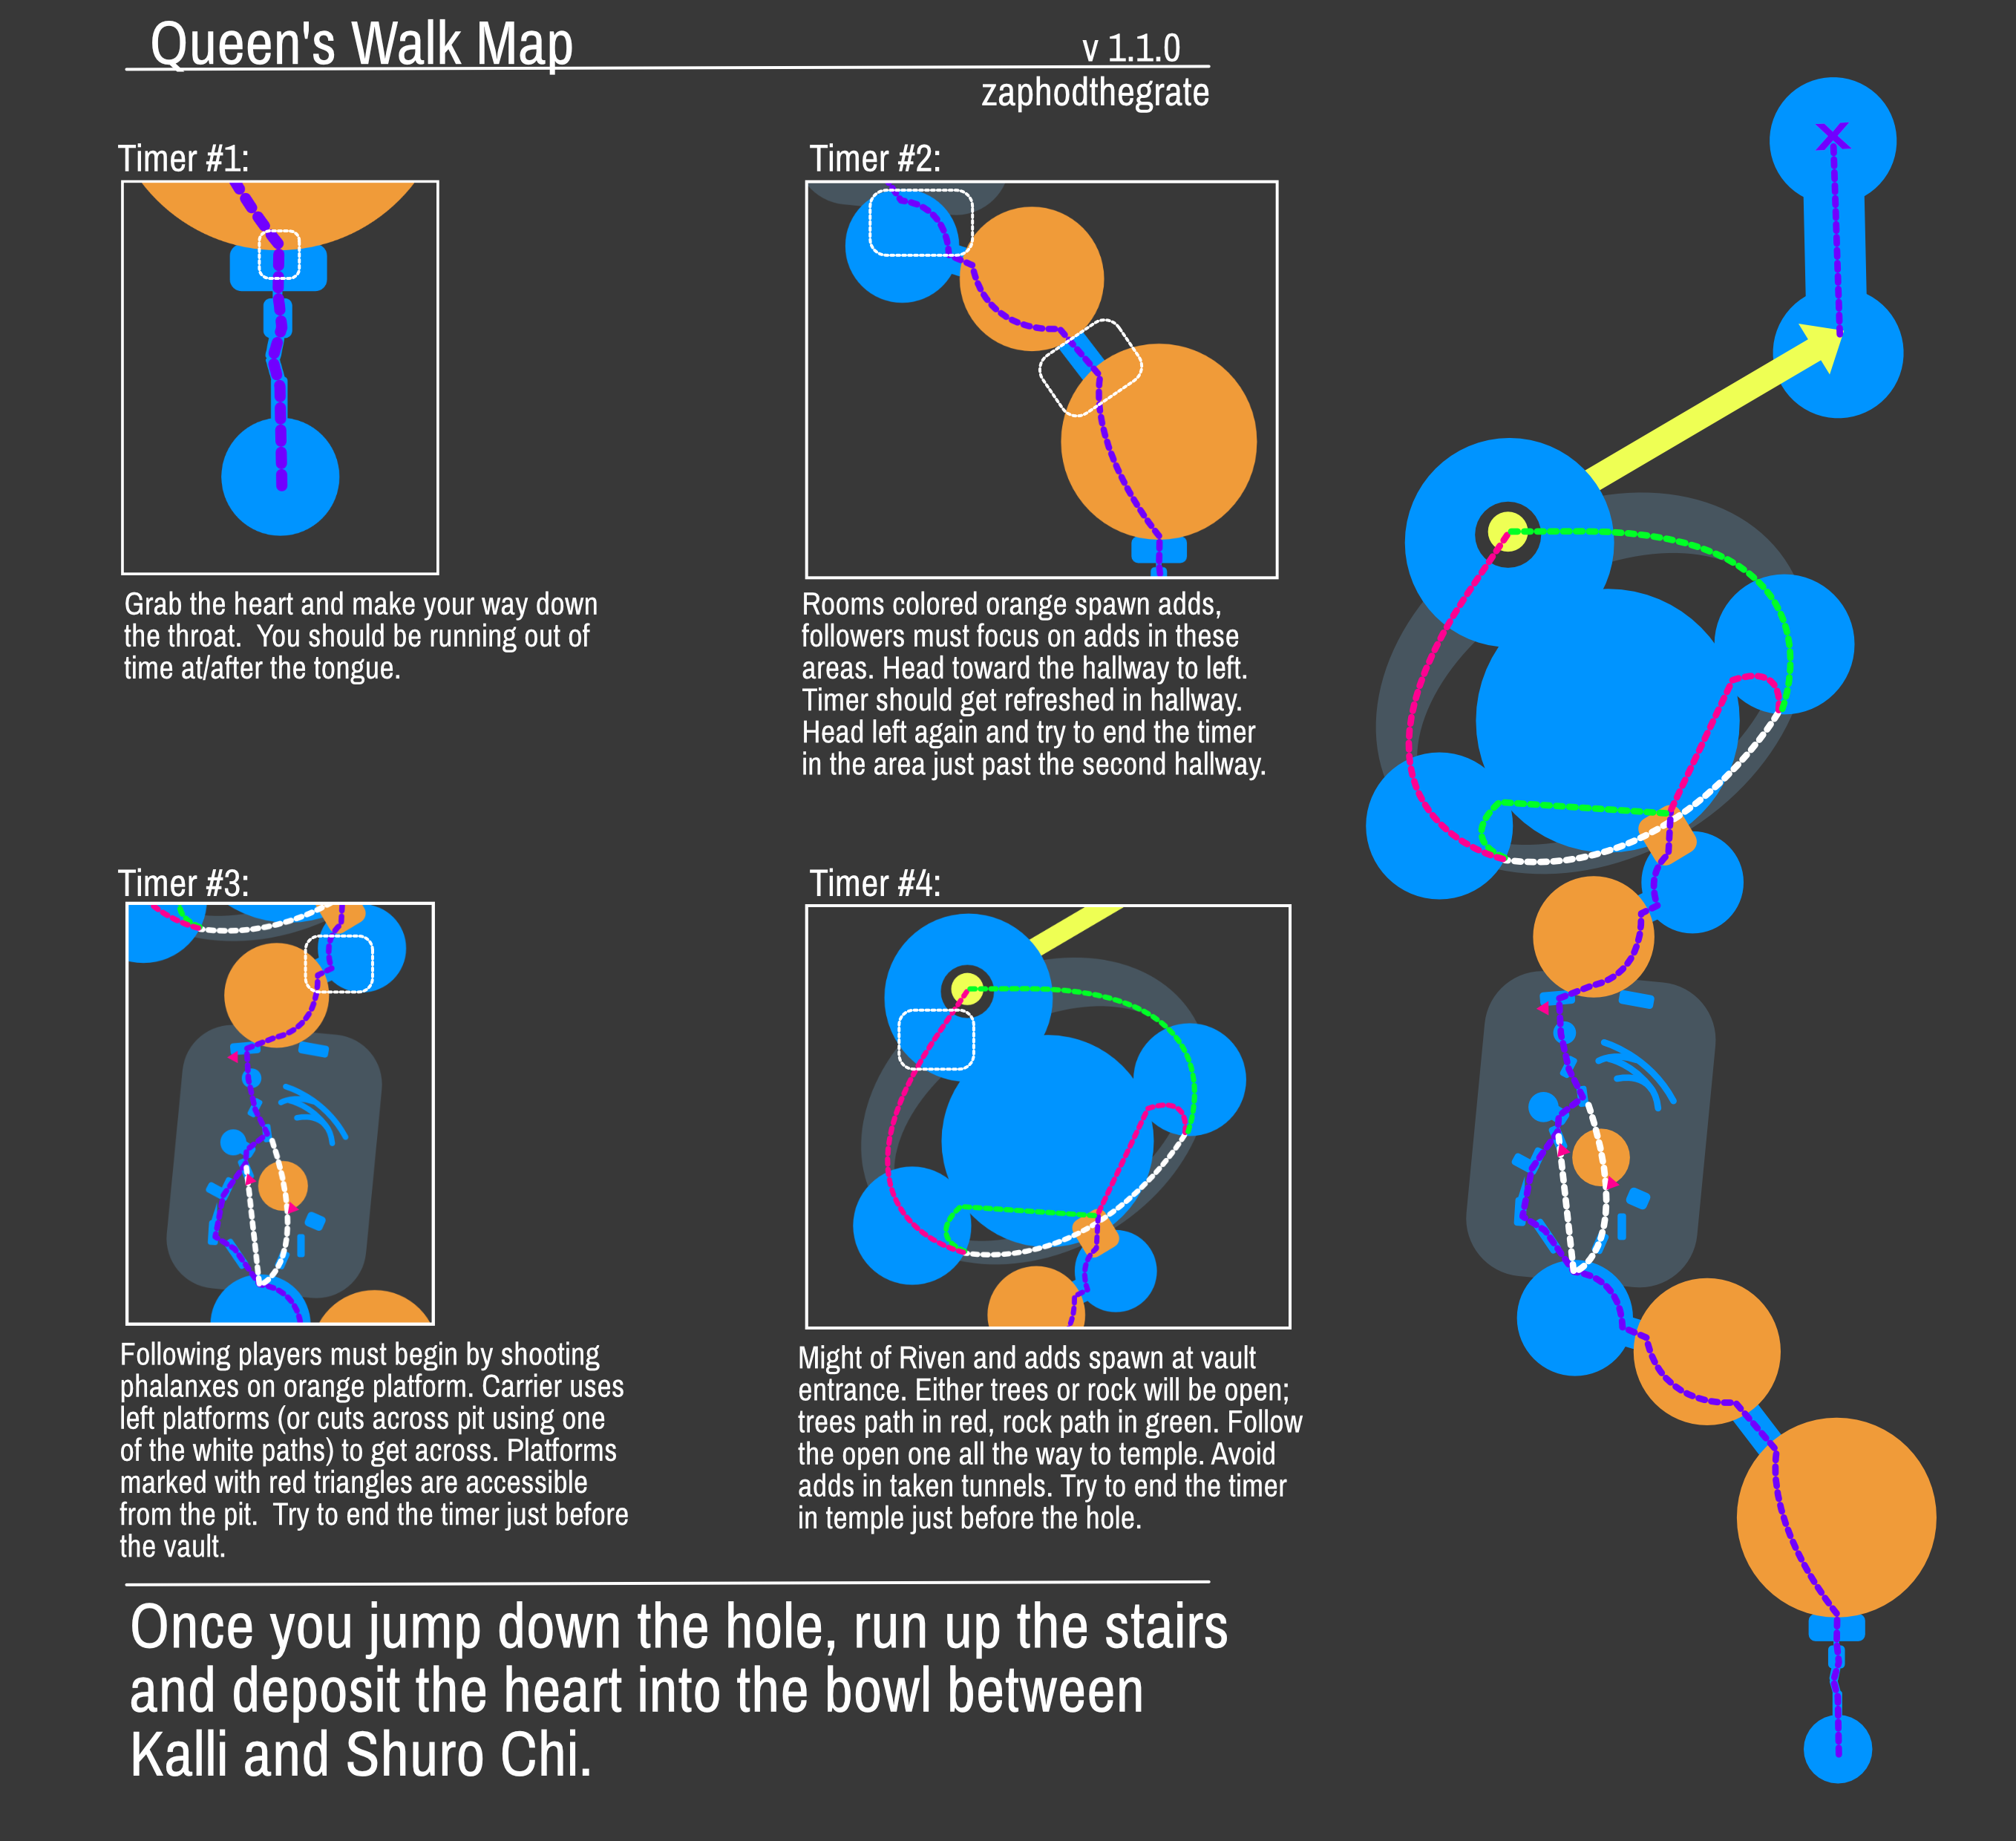 Queen's Walk Map
v 1.1.0
zaphodthegrate
Timer #1:
Grab the heart and make your way down
the throat.  You should be running out of
time at/after the tongue.
Timer #2:
Rooms colored orange spawn adds,
followers must focus on adds in these
areas. Head toward the hallway to left.
Timer should get refreshed in hallway.
Head left again and try to end the timer
in the area just past the second hallway.
Timer #3:
Following players must begin by shooting
phalanxes on orange platform. Carrier uses
left platforms (or cuts across pit using one
of the white paths) to get across. Platforms
marked with red triangles are accessible
from the pit.  Try to end the timer just before
the vault.
Timer #4:
Might of Riven and adds spawn at vault
entrance. Either trees or rock will be open;
trees path in red, rock path in green. Follow
the open one all the way to temple. Avoid
adds in taken tunnels. Try to end the timer
in temple just before the hole.
Once you jump down the hole, run up the stairs
and deposit the heart into the bowl between
Kalli and Shuro Chi.
X